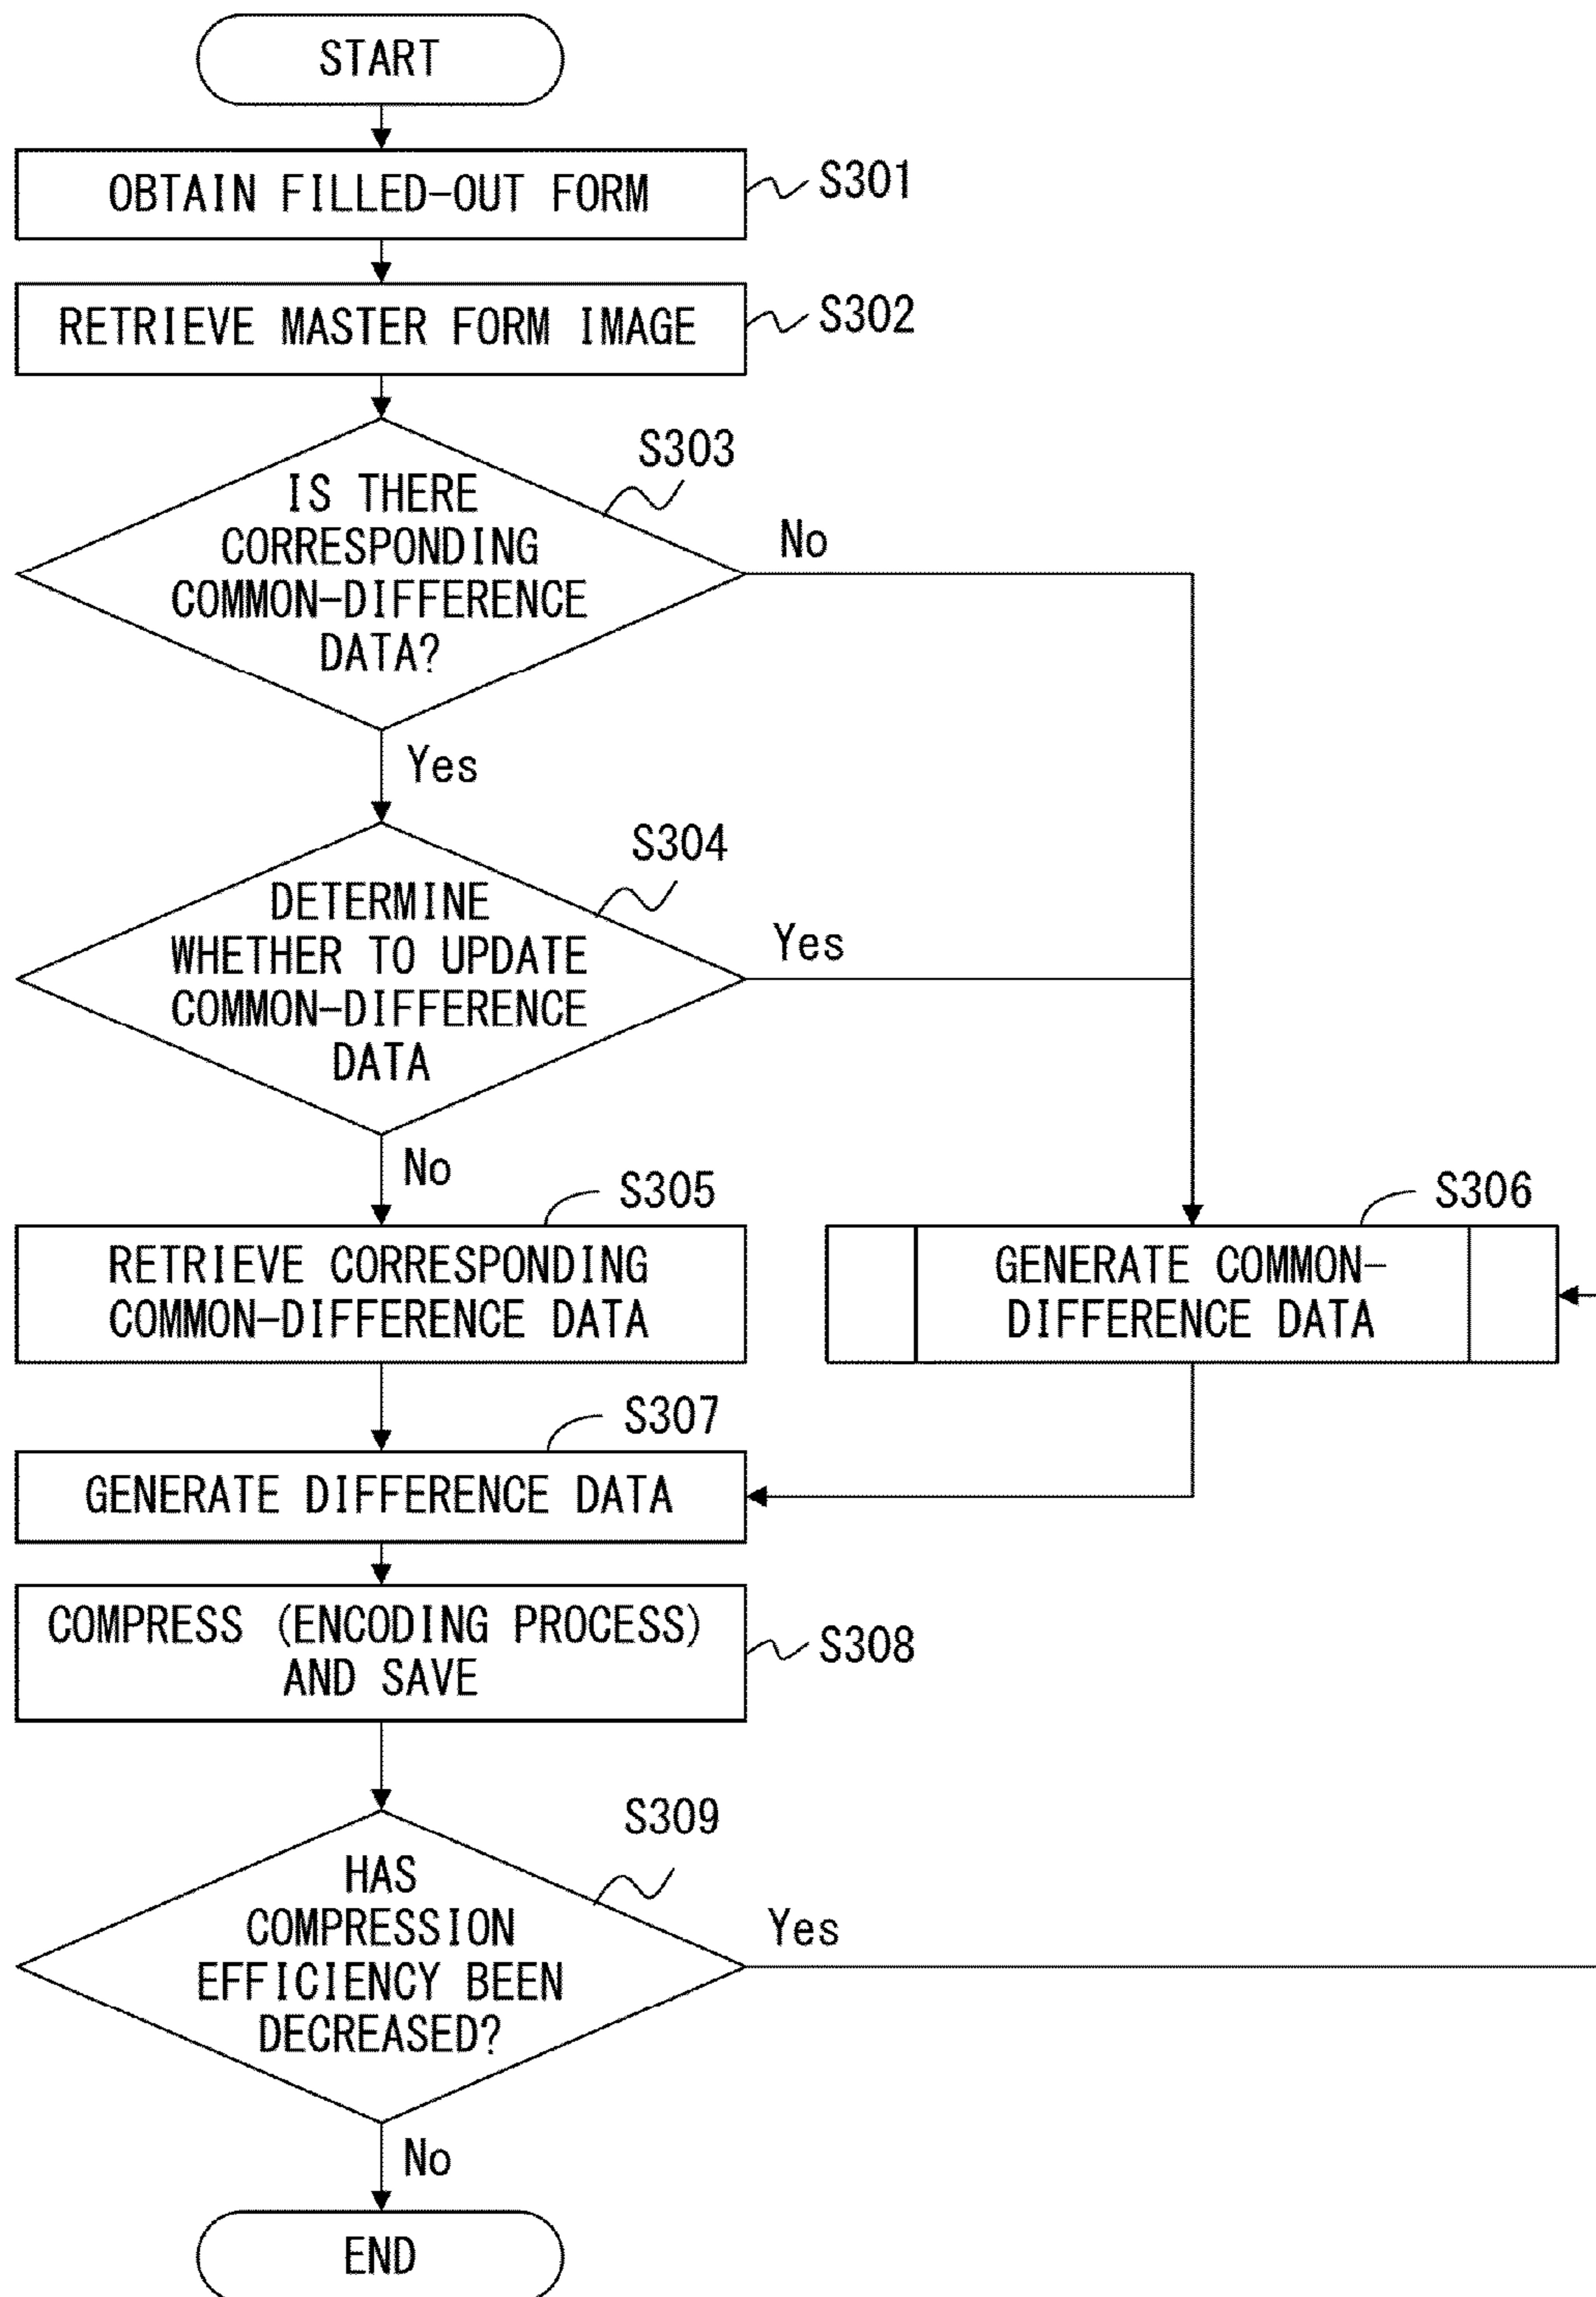 START
OBTAIN FILLED-OUT FORM
S301
RETRIEVE MASTER FORM IMAGE
S302
S303
IS THERE
CORRESPONDING
COMMON-DIFFERENCE
DATA?
No
Yes
S304
DETERMINE
WHETHER TO UPDATE
COMMON-DIFFERENCE
DATA
Yes
No
S305
RETRIEVE CORRESPONDING
COMMON-DIFFERENCE DATA
S306
GENERATE COMMON-
DIFFERENCE DATA
S307
GENERATE DIFFERENCE DATA
COMPRESS (ENCODING PROCESS)
AND SAVE
S308
S309
HAS
COMPRESSION
EFFICIENCY BEEN
DECREASED?
Yes
No
END